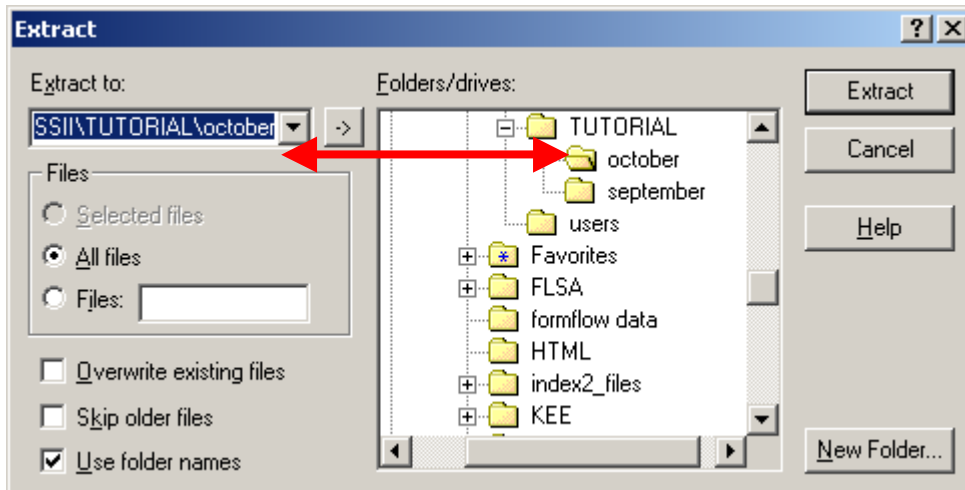 Extract
Extract to:
SSII\TUTORIAL\october
->
Files
Selected files
All files
Files:
Overwrite existing files
Skip older files
Use folder names
Folders/drives:
TUTORIAL
october
september
users
Favorites
FLSA
formflow data
HTML
index2_files
KEE
Extract
Cancel
Help
New Folder...